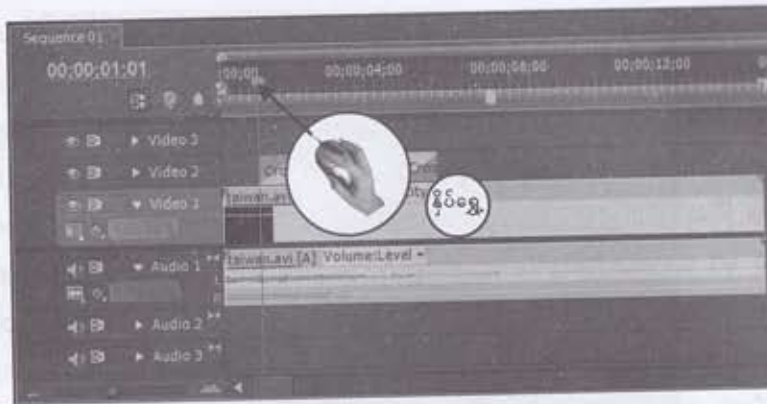 Sequence 01
00;00;01;01
00;00 00;00;04;00 00;00;08;00 00;00;12;00
Video 3
Video 2
Video 1 taiwan.avi
နှိပ်ရွှေ့
Audio 1 taiwan.avi [A] Volume:Level
Audio 2
Audio 3